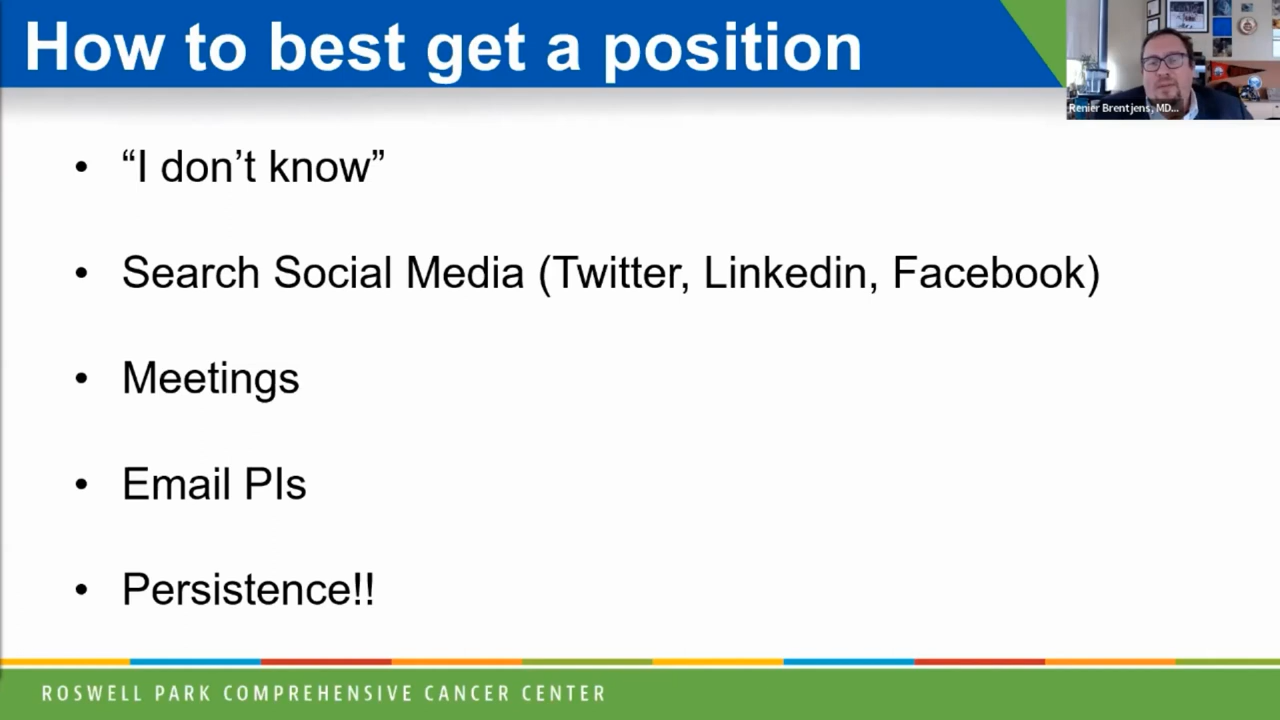 How to best get a position
Renier Brentjens, MD...
• “I don’t know”
• Search Social Media (Twitter, Linkedin, Facebook)
• Meetings
• Email PIs
• Persistence!!
ROSWELL PARK COMPREHENSIVE CANCER CENTER